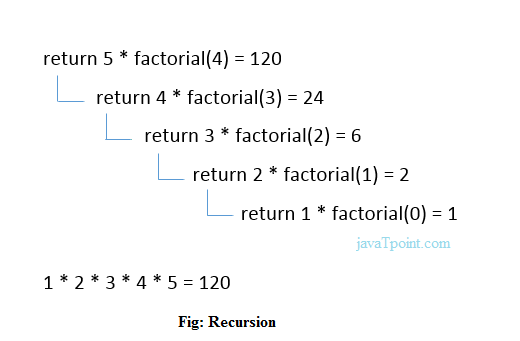 return 5 * factorial(4) = 120
return 4 * factorial(3) = 24
return 3 * factorial(2) = 6
return 2 * factorial(1) = 2
return 1 * factorial(0) = 1
javaTpoint.com
1 * 2 * 3 * 4 * 5 = 120
Fig: Recursion